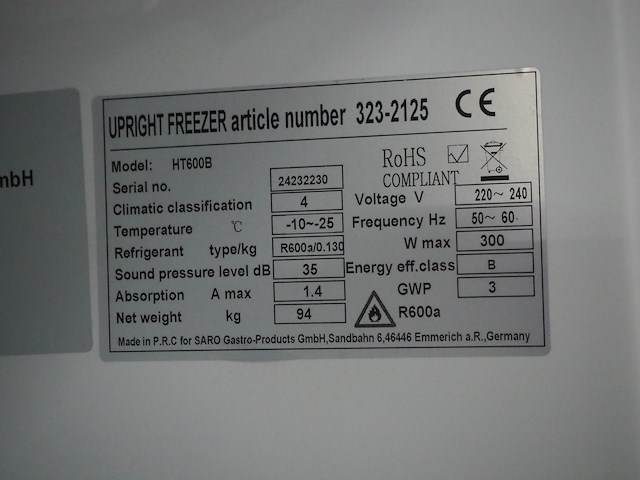 mbH
UPRIGHT FREEZER article number 323-2125 CE
Model: HT600B
RoHS
COMPLIANT
Serial no. 24232230
Climatic classification 4
Temperature °C -10~-25
Refrigerant type/kg R600a/0.130
Sound pressure level dB 35
Absorption A max 1.4
Net weight kg 94
Voltage V 220~ 240
Frequency Hz 50~ 60
W max 300
Energy eff.class B
GWP 3
R600a
Made in P.R.C for SARO Gastro-Products GmbH,Sandbahn 6,46446 Emmerich a.R.,Germany